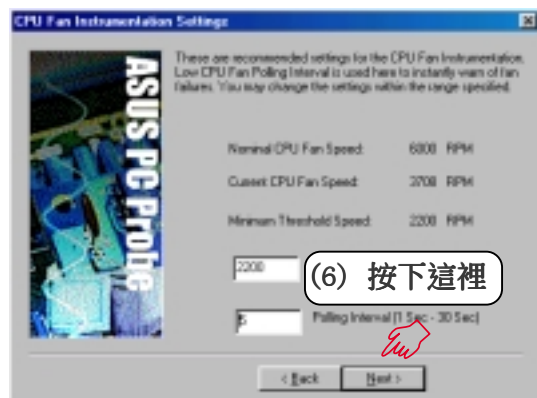 CPU Fan Instrumentation Settings
ASUS PC Probe
These are recommended settings for the CPU Fan Instrumentation.
Low CPU Fan Polling Interval is used here to instantly warn of fan
failures. You may change the settings within the range specified.
Nominal CPU Fan Speed: 6000 RPM
Current CPU Fan Speed: 3708 RPM
Minimum Threshold Speed: 2200 RPM
2200
(6) 按下這裡
5 Polling Interval (1 Sec - 30 Sec)
< Back Next >